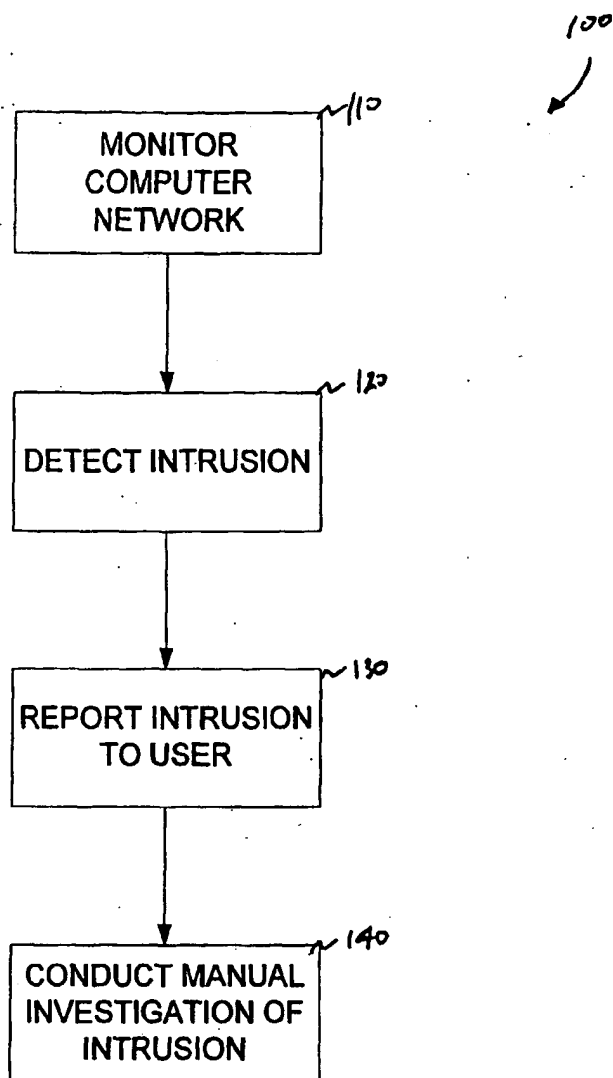 100
110
MONITOR
COMPUTER
NETWORK
120
DETECT INTRUSION
130
REPORT INTRUSION
TO USER
140
CONDUCT MANUAL
INVESTIGATION OF
INTRUSION